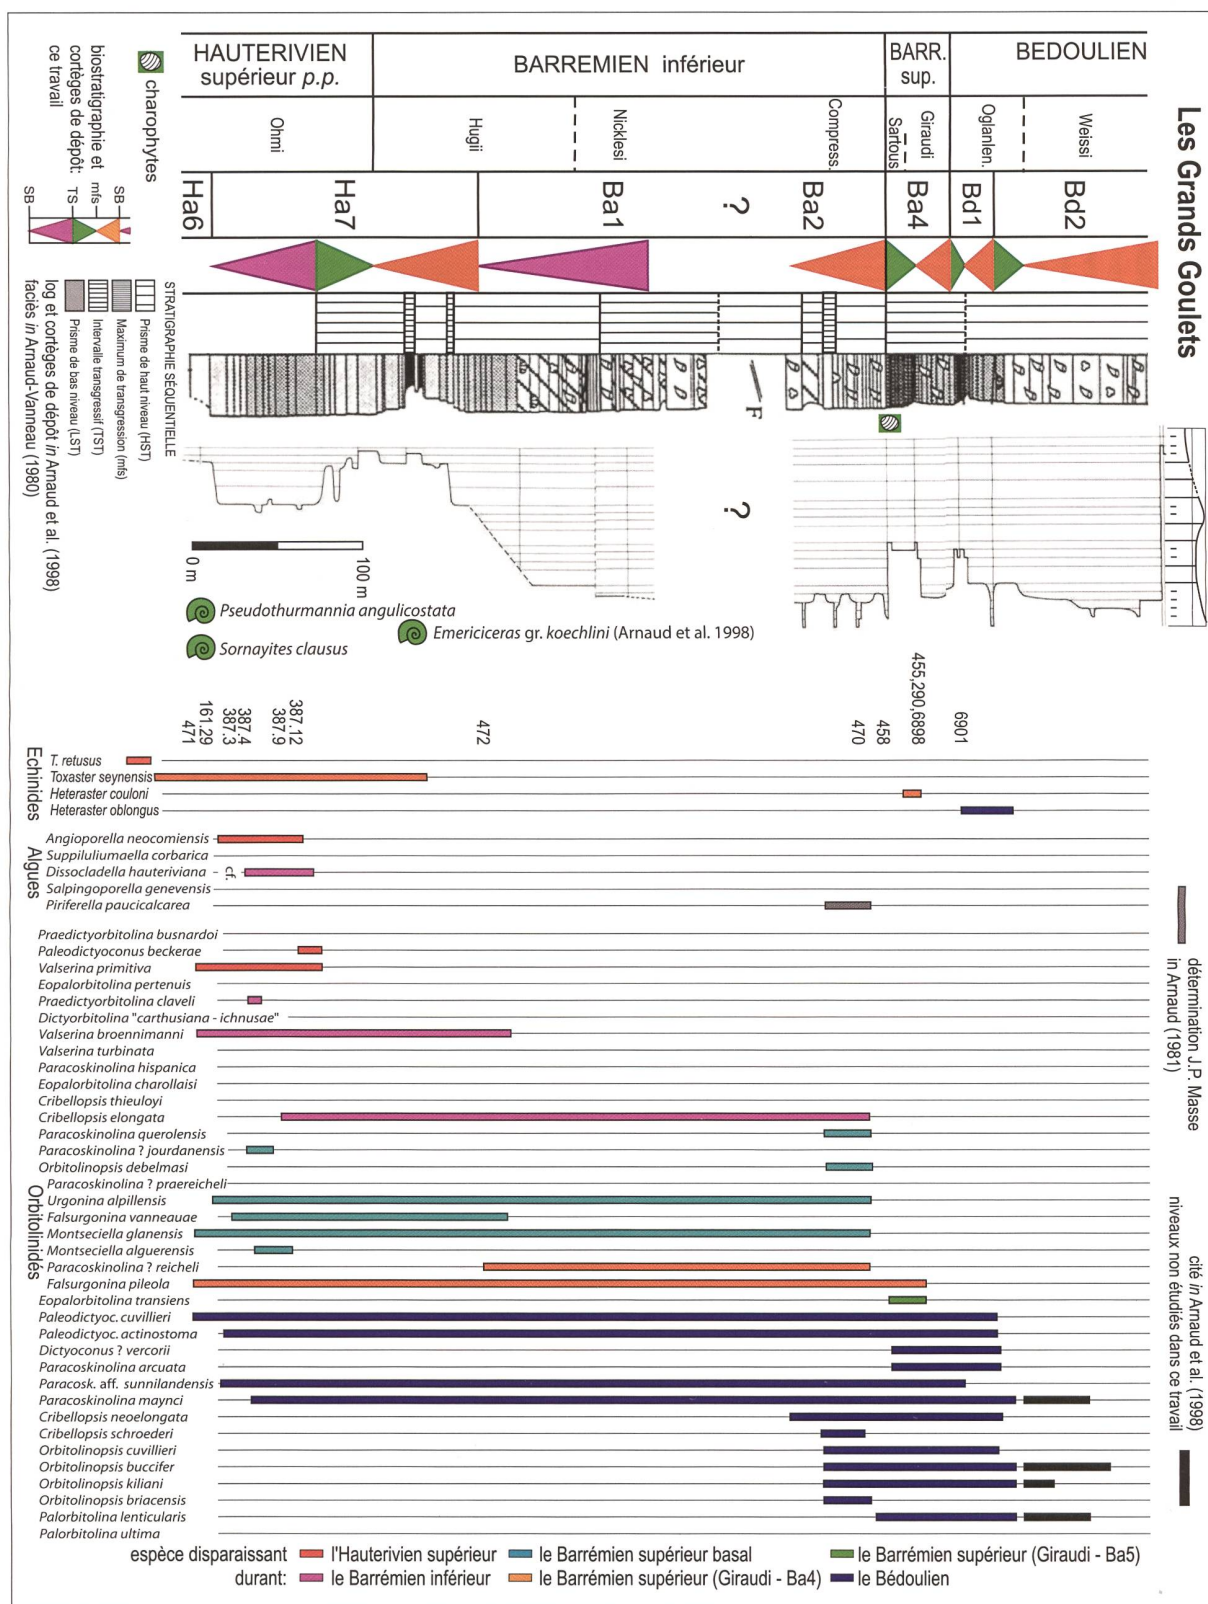 Les Grands Goulets
HAUTERIVIEN
supérieur p.p.
BARREMIEN inférieur
BARR.
sup.
BEDOULIEN
Ohmi
Hugii
Nicklesi
Compress.
Sartous
Giraudi
Oglanlen.
Weissi
Ha6
Ha7
Ba1
?
Ba2
Ba4
Bd1
Bd2
charophytes
biostratigraphie et
cortèges de dépôt:
ce travail
SB
mfs
TS
SB
STRATIGRAPHIE SÉQUENTIELLE
Prisme de haut niveau (HST)
Maximum de transgression (mfs)
Intervalle transgressif (TST)
Prisme de bas niveau (LST)
log et cortèges de dépôt in Arnaud et al. (1998)
faciès in Arnaud-Vanneau (1980)
F
?
0 m
100 m
Pseudothurmannia angulicostata
Emericiceras gr. koechlini (Arnaud et al. 1998)
Sornayites clausus
471
161.29
387.3
387.4
387.9
387.12
472
470
458
455,290,6898
6901
Echinides
T. retusus
Toxaster seynensis
Heteraster couloni
Heteraster oblongus
Algues
Angioporella neocomiensis
Suppiluliumaella corbarica
Dissocladella hauteriviana
cf.
Salpingoporella genevensis
Piriferella paucicalcarea
Orbitolinidés
Praedictyorbitolina busnardoi
Paleodictyoconus beckerae
Valserina primitiva
Eopalorbitolina pertenuis
Praedictyorbitolina claveli
Dictyorbitolina "carthusiana - ichnusae"
Valserina broennimanni
Valserina turbinata
Paracoskinolina hispanica
Eopalorbitolina charollaisi
Cribellopsis thieuloyi
Cribellopsis elongata
Paracoskinolina querolensis
Paracoskinolina ? jourdanensis
Orbitolinopsis debelmasi
Paracoskinolina ? praereicheli
Urgonina alpillensis
Falsurgonina vanneauae
Montseciella glanensis
Montseciella alguerensis
Paracoskinolina ? reicheli
Falsurgonina pileola
Eopalorbitolina transiens
Paleodictyoc. cuvillieri
Paleodictyoc. actinostoma
Dictyoconus ? vercorii
Paracoskinolina arcuata
Paracosk. aff. sunnilandensis
Paracoskinolina maynci
Cribellopsis neoelongata
Cribellopsis schroederi
Orbitolinopsis cuvillieri
Orbitolinopsis buccifer
Orbitolinopsis kiliani
Orbitolinopsis briacensis
Palorbitolina lenticularis
Palorbitolina ultima
détermination J.P. Masse
in Arnaud (1981)
cité in Arnaud et al. (1998)
niveaux non étudiés dans ce travail
espèce disparaissant
durant:
l'Hauterivien supérieur
le Barrémien supérieur basal
le Barrémien supérieur (Giraudi - Ba5)
le Barrémien inférieur
le Barrémien supérieur (Giraudi - Ba4)
le Bédoulien